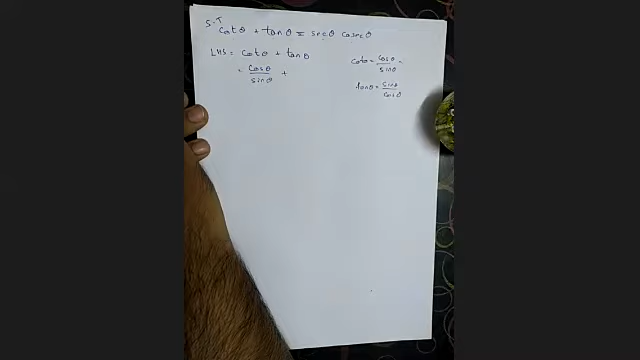 S.T
cotθ + tanθ = secθ cosecθ
LHS = cotθ + tanθ
= cosθ/sinθ +
cotθ = cosθ/sinθ
tanθ = sinθ/cosθ